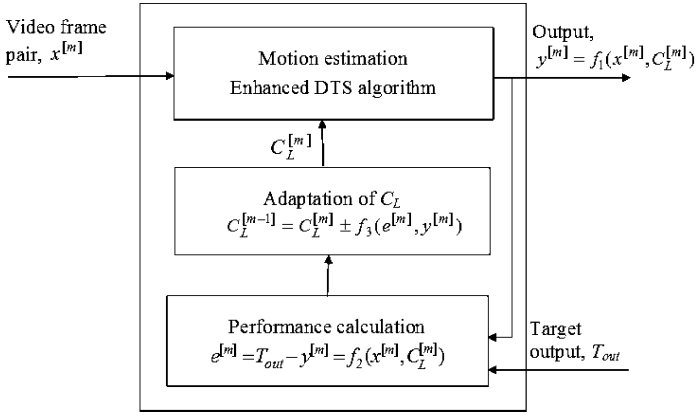 Video frame
pair, x^[m]
Output,
y^[m] = f_1(x^[m], C_L^[m])
Motion estimation
Enhanced DTS algorithm
C_L^[m]
Adaptation of C_L
C_L^[m−1] = C_L^[m] ± f_3(e^[m], y^[m])
Performance calculation
e^[m] = T_out − y^[m] = f_2(x^[m], C_L^[m])
Target
output, T_out